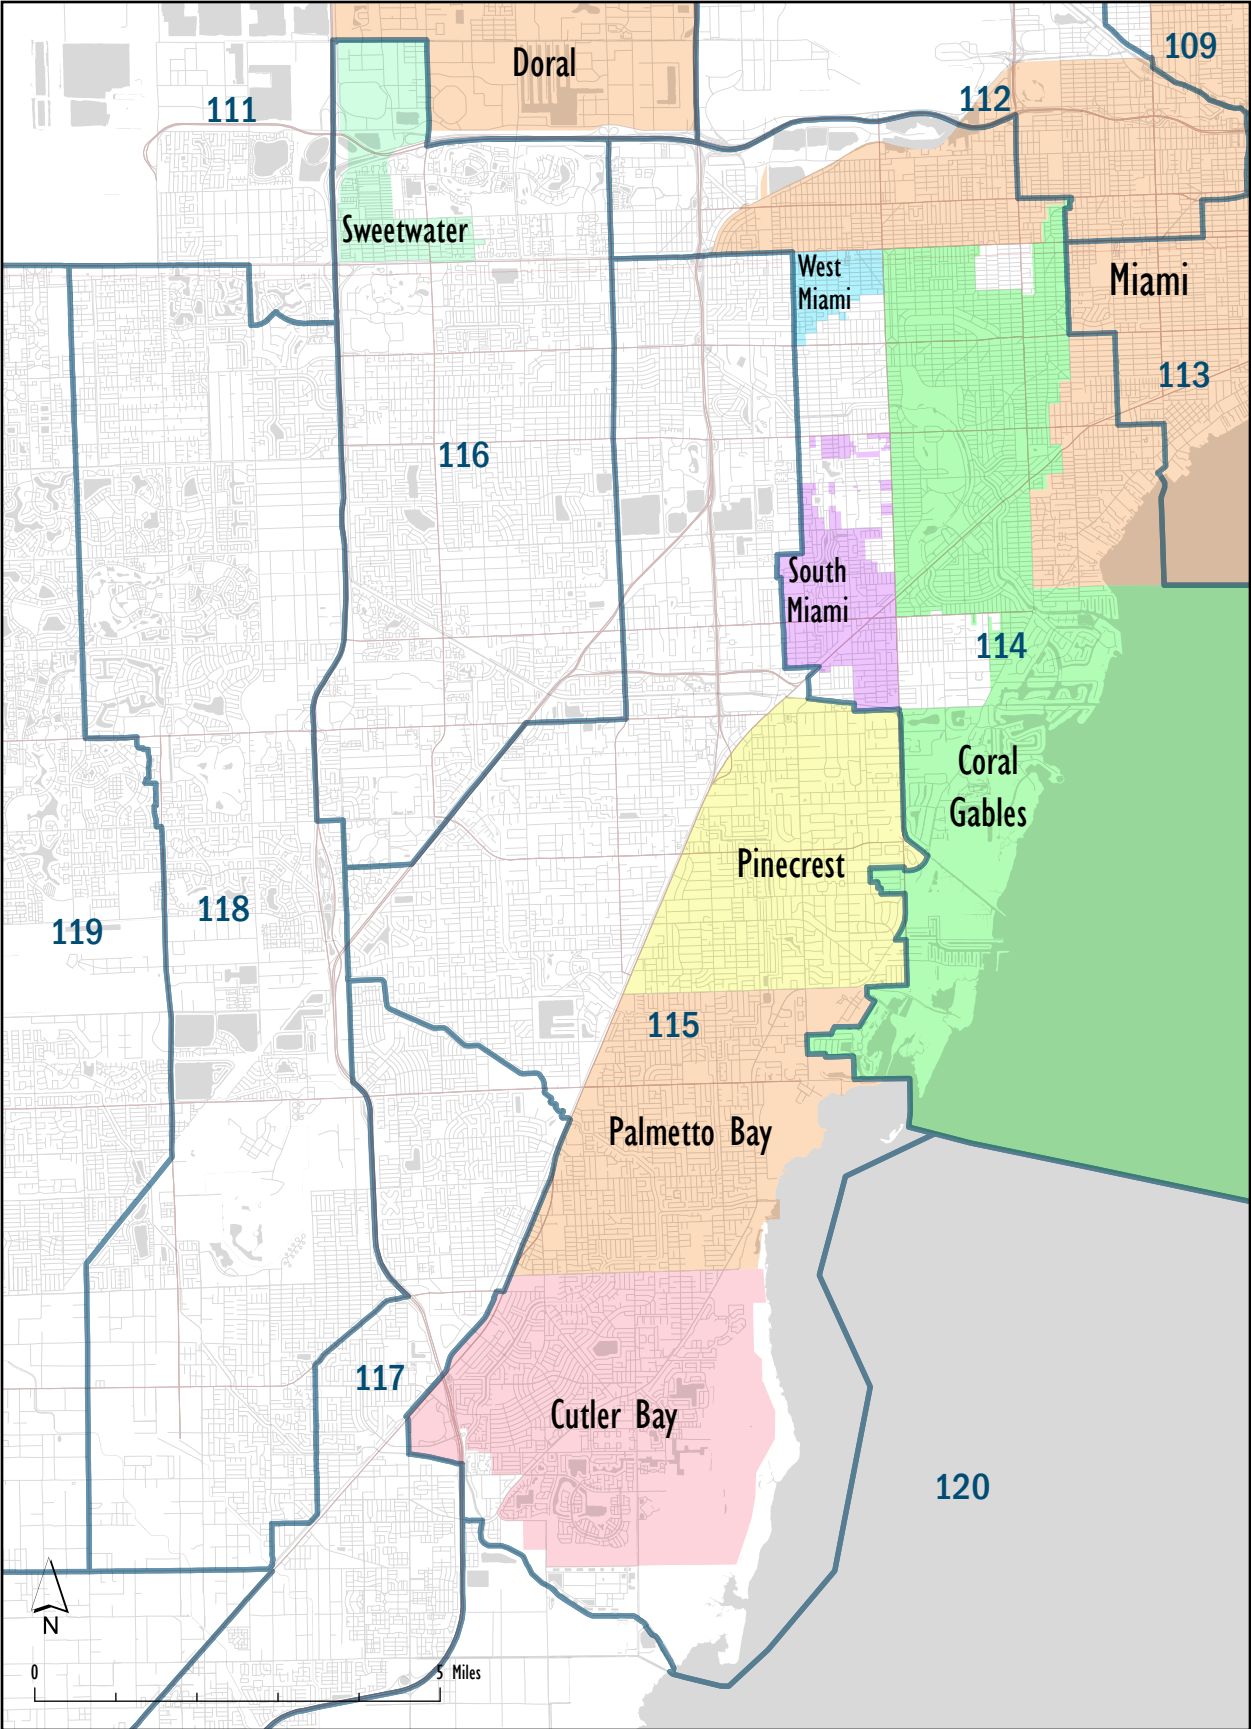 109
Doral
112
111
Sweetwater
West
Miami
Miami
113
116
South
Miami
114
Coral
Gables
Pinecrest
118
119
115
Palmetto Bay
117
Cutler Bay
120
N
0
5 Miles